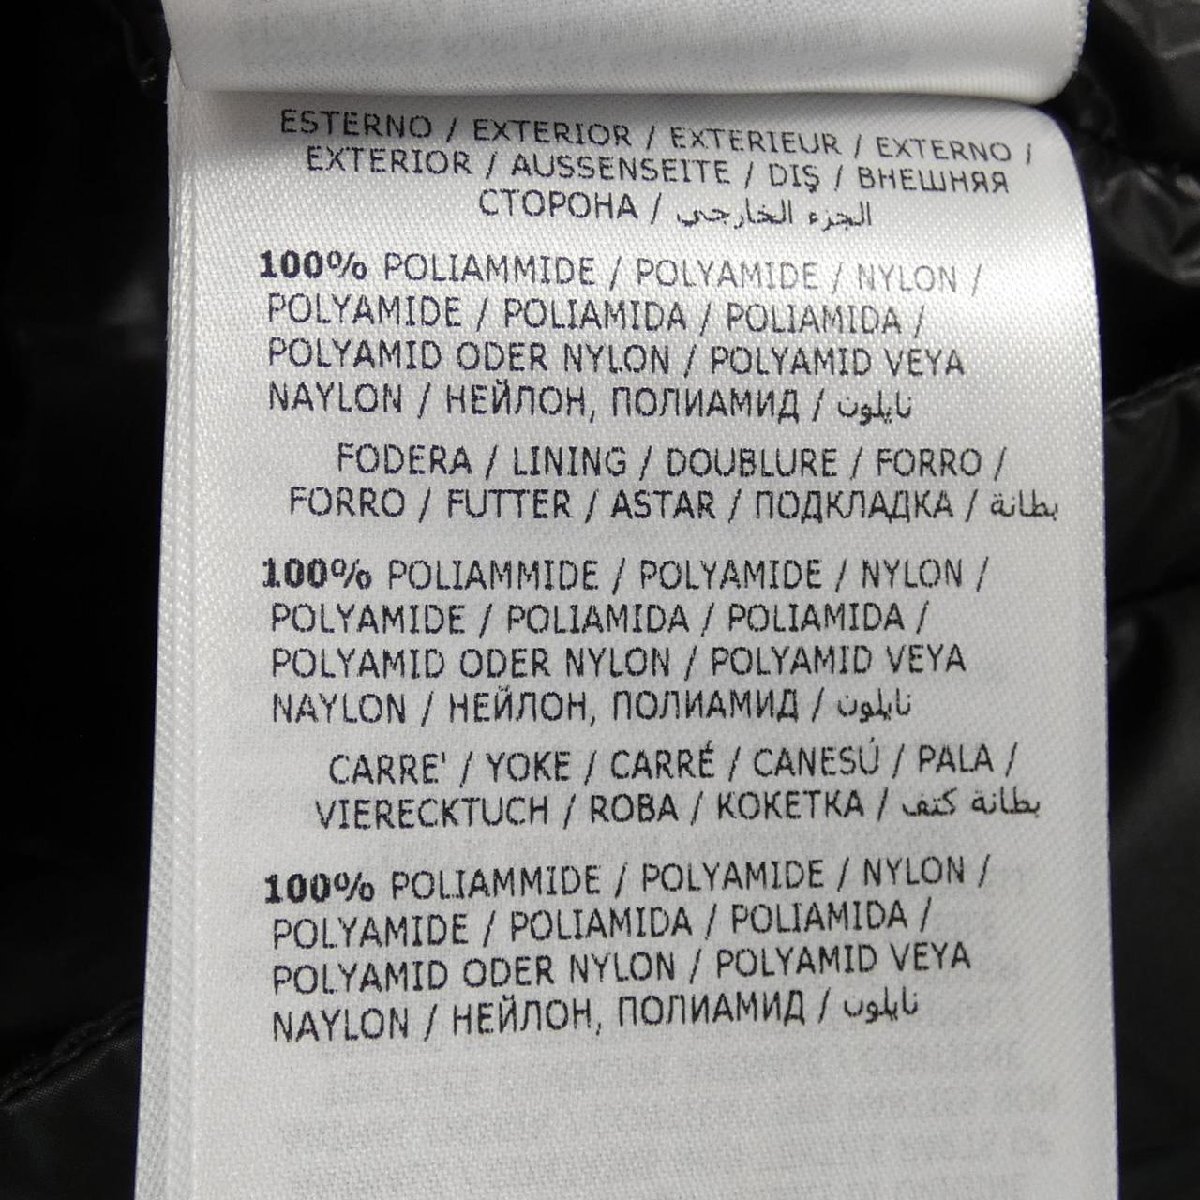 ESTERNO / EXTERIOR / EXTERIEUR / EXTERNO /
EXTERIOR / AUSSENSEITE / DIŞ / ВНЕШНЯЯ
СТОРОНА / الجزء الخارجي
100% POLIAMMIDE / POLYAMIDE / NYLON /
POLYAMIDE / POLIAMIDA / POLIAMIDA /
POLYAMID ODER NYLON / POLYAMID VEYA
NAYLON / НЕЙЛОН, ПОЛИАМИД / نايلون
FODERA / LINING / DOUBLURE / FORRO /
FORRO / FUTTER / ASTAR / ПОДКЛАДКА / بطانة
100% POLIAMMIDE / POLYAMIDE / NYLON /
POLYAMIDE / POLIAMIDA / POLIAMIDA /
POLYAMID ODER NYLON / POLYAMID VEYA
NAYLON / НЕЙЛОН, ПОЛИАМИД / نايلون
CARRE' / YOKE / CARRÉ / CANESÚ / PALA /
VIERECKTUCH / ROBA / КОКЕТКА / بطانة كتف
100% POLIAMMIDE / POLYAMIDE / NYLON /
POLYAMIDE / POLIAMIDA / POLIAMIDA /
POLYAMID ODER NYLON / POLYAMID VEYA
NAYLON / НЕЙЛОН, ПОЛИАМИД / نايلون